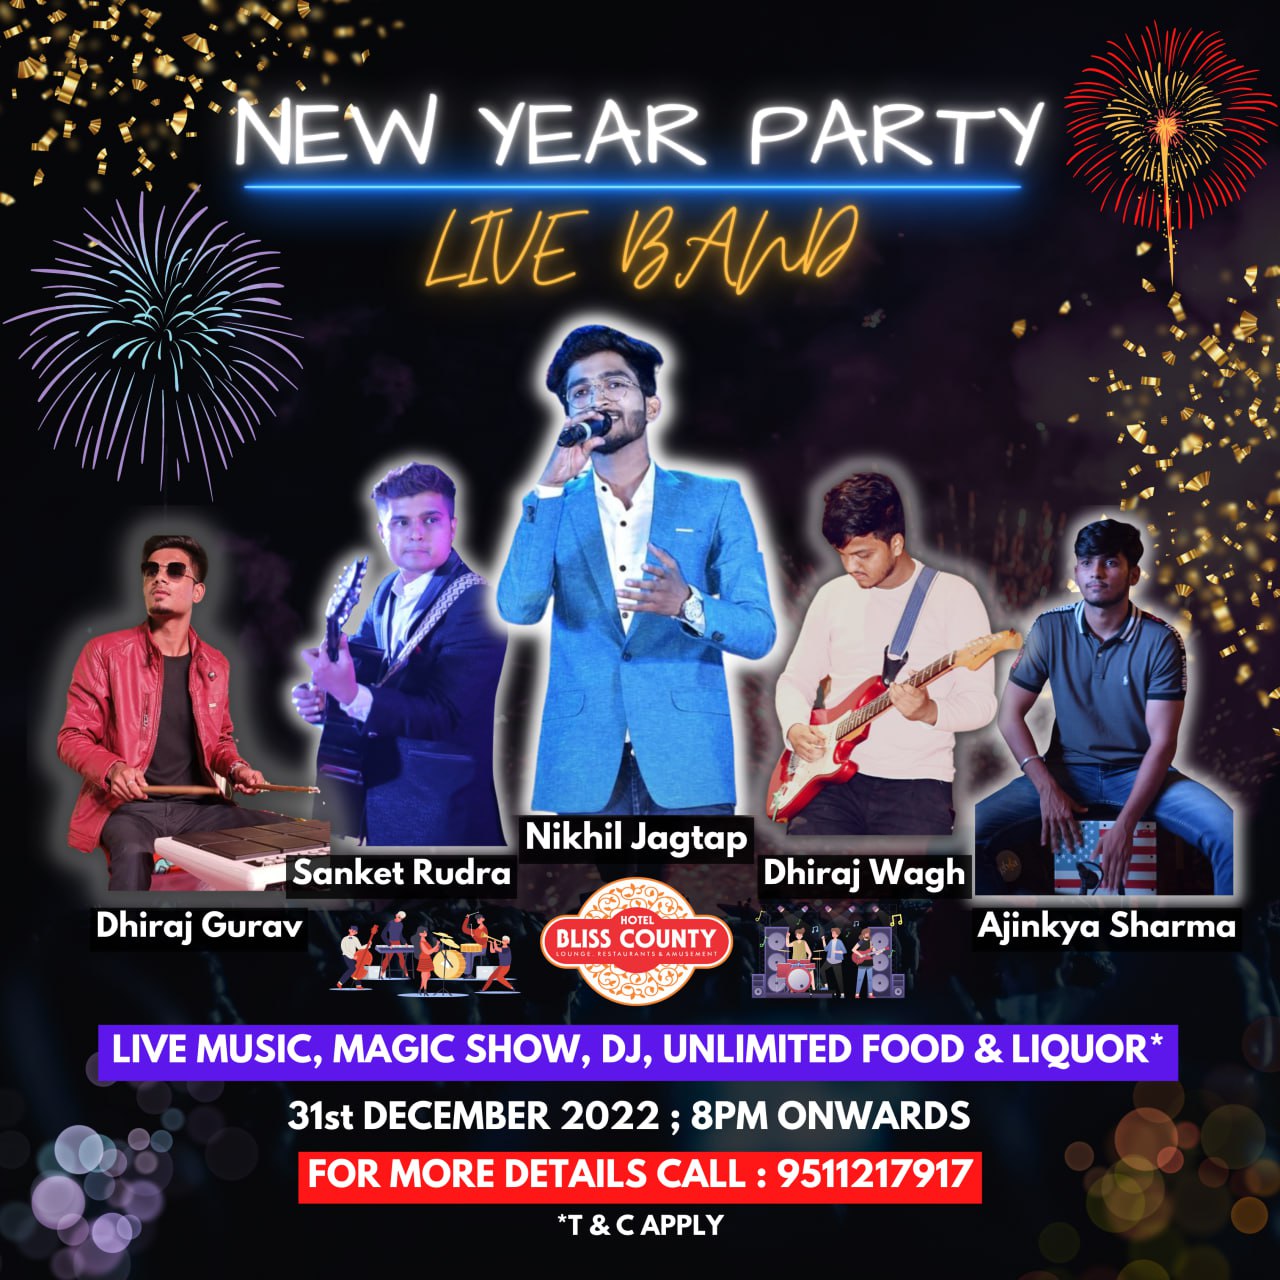 NEW YEAR PARTY
LIVE BAND
Nikhil Jagtap
Sanket Rudra
Dhiraj Wagh
Dhiraj Gurav
Ajinkya Sharma
HOTEL
BLISS COUNTY
LOUNGE. RESTAURANTS & AMUSEMENT
LIVE MUSIC, MAGIC SHOW, DJ, UNLIMITED FOOD & LIQUOR*
31st DECEMBER 2022 ; 8PM ONWARDS
FOR MORE DETAILS CALL : 9511217917
*T & C APPLY